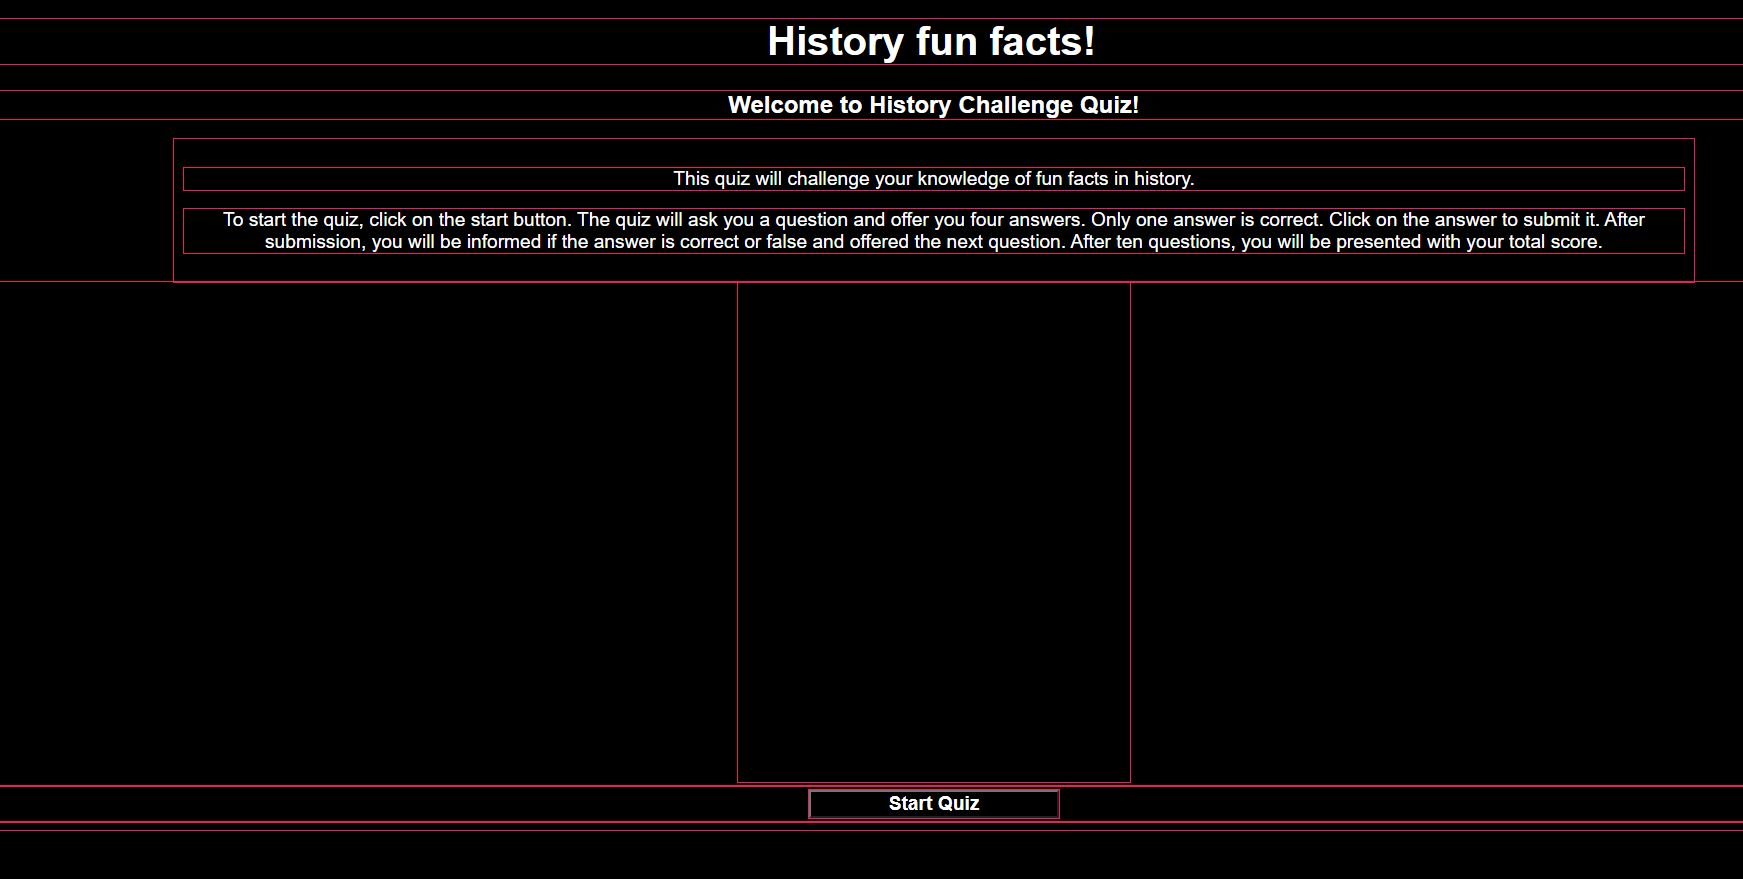 History fun facts!
Welcome to History Challenge Quiz!
This quiz will challenge your knowledge of fun facts in history.
To start the quiz, click on the start button. The quiz will ask you a question and offer you four answers. Only one answer is correct. Click on the answer to submit it. After
submission, you will be informed if the answer is correct or false and offered the next question. After ten questions, you will be presented with your total score.
Start Quiz